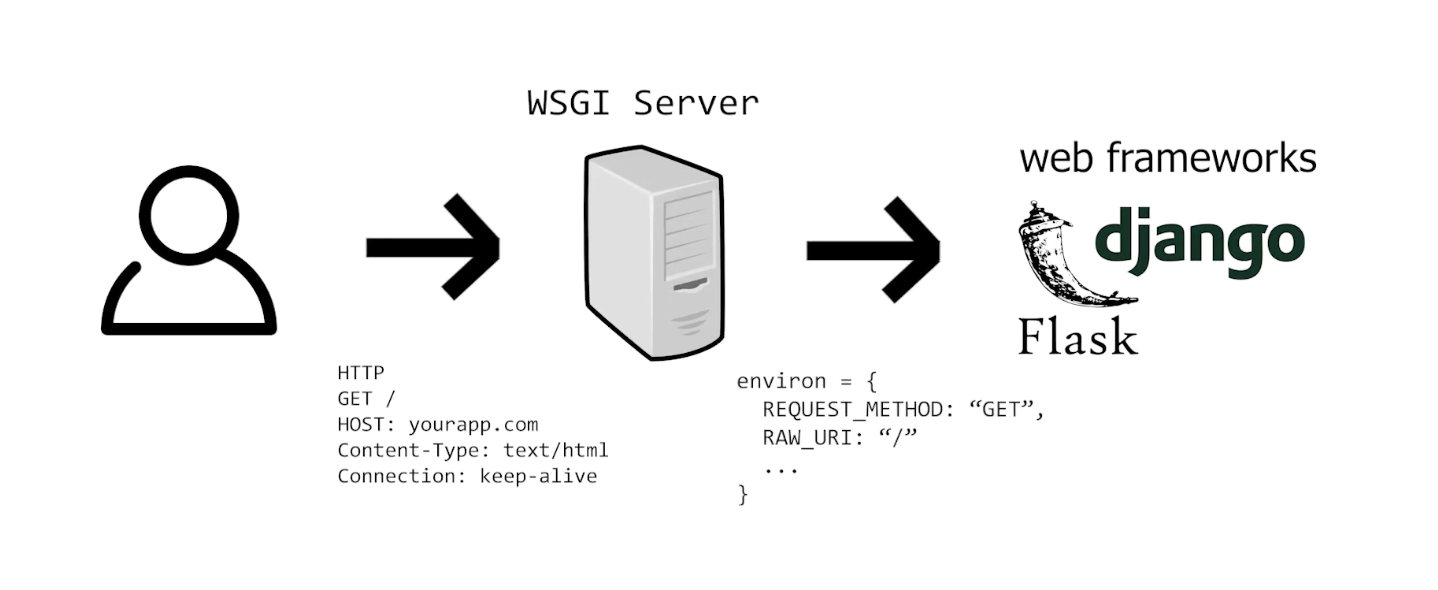 WSGI Server
web frameworks
django
Flask
HTTP
GET /
HOST: yourapp.com
Content-Type: text/html
Connection: keep-alive
environ = {
  REQUEST_METHOD: “GET”,
  RAW_URI: “/”
  ...
}